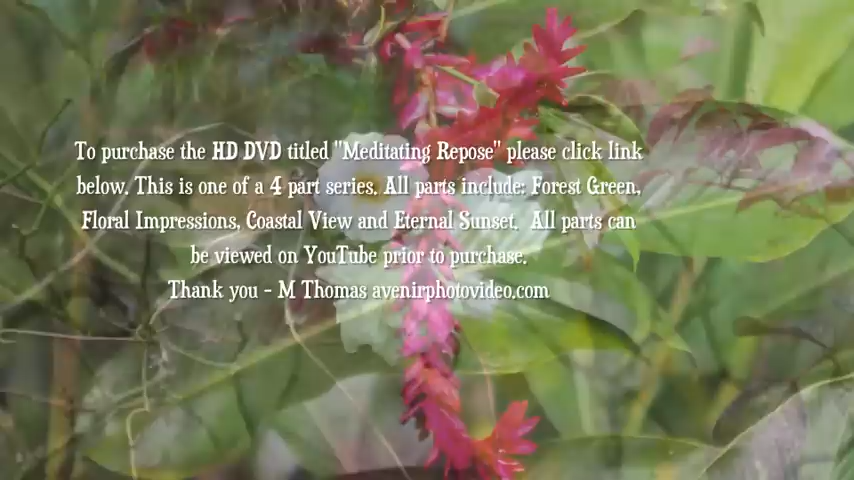 To purchase the HD DVD titled "Meditating Repose" please click link
below. This is one of a 4 part series. All parts include: Forest Green,
Floral Impressions, Coastal View and Eternal Sunset. All parts can
be viewed on YouTube prior to purchase.
Thank you - M Thomas avenirphotovideo.com